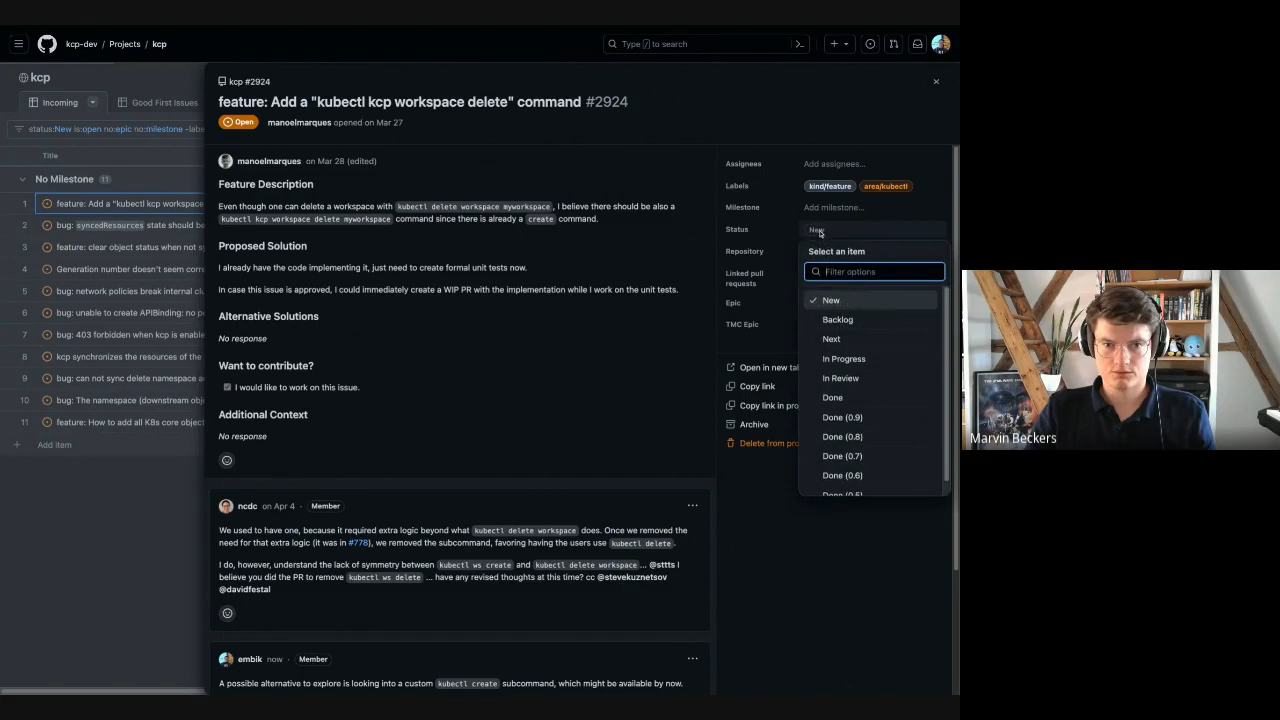 kcp-dev / Projects / kcp
Type / to search
kcp
Incoming
Good First Issues
status:New is:open no:epic no:milestone -labe
Title
No Milestone 11
1 feature: Add a "kubectl kcp workspace
2 bug: syncedResources state should be
3 feature: clear object status when not sy
4 Generation number doesn't seem corre
5 bug: network policies break internal clu
6 bug: unable to create APIBinding: no pe
7 bug: 403 forbidden when kcp is enable
8 kcp synchronizes the resources of the
9 bug: can not sync delete namespace a
10 bug: The namespace (downstream obje
11 feature: How to add all K8s core object
+ Add item
kcp #2924
feature: Add a "kubectl kcp workspace delete" command #2924
Open manoelmarques opened on Mar 27
manoelmarques on Mar 28 (edited)
Feature Description
Even though one can delete a workspace with kubectl delete workspace myworkspace, I believe there should be also a
kubectl kcp workspace delete myworkspace command since there is already a create command.
Proposed Solution
I already have the code implementing it, just need to create formal unit tests now.
In case this issue is approved, I could immediately create a WIP PR with the implementation while I work on the unit tests.
Alternative Solutions
No response
Want to contribute?
I would like to work on this issue.
Additional Context
No response
ncdc on Apr 4 · Member
We used to have one, because it required extra logic beyond what kubectl delete workspace does. Once we removed the
need for that extra logic (it was in #778), we removed the subcommand, favoring having the users use kubectl delete.
I do, however, understand the lack of symmetry between kubectl ws create and kubectl delete workspace... @sttts I
believe you did the PR to remove kubectl ws delete ... have any revised thoughts at this time? cc @stevekuznetsov
@davidfestal
embik now · Member
A possible alternative to explore is looking into a custom kubectl create subcommand, which might be available by now.
Assignees Add assignees...
Labels kind/feature area/kubectl
Milestone Add milestone...
Status New
Repository
Linked pull
requests
Epic
TMC Epic
Open in new tab
Copy link
Copy link in pro
Archive
Delete from pro
Select an item
Filter options
New
Backlog
Next
In Progress
In Review
Done
Done (0.9)
Done (0.8)
Done (0.7)
Done (0.6)
Done (0.5)
Marvin Beckers